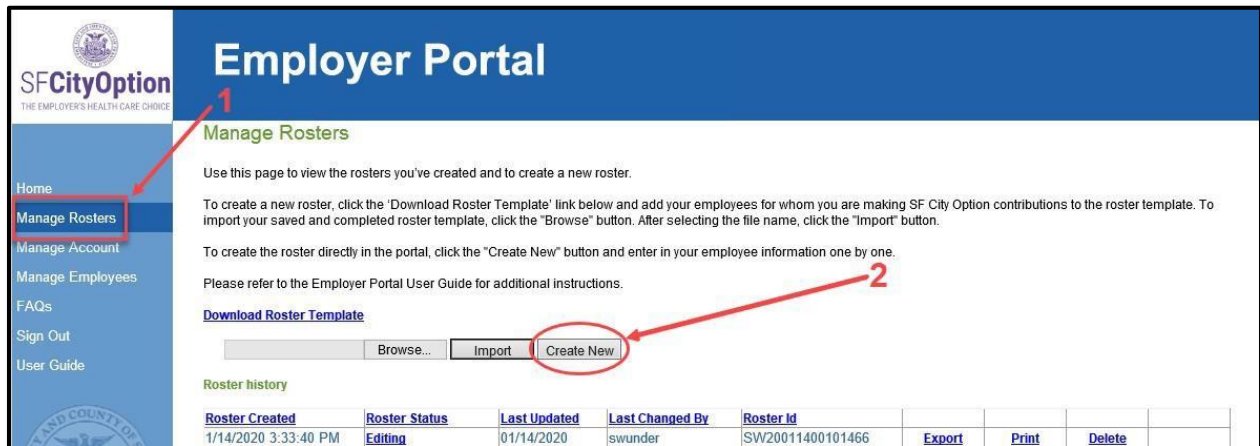 SFCityOption
THE EMPLOYER'S HEALTH CARE CHOICE
Employer Portal
1
Home
Manage Rosters
Manage Account
Manage Employees
FAQs
Sign Out
User Guide
AND COUNTY OF
Manage Rosters
Use this page to view the rosters you've created and to create a new roster.
To create a new roster, click the 'Download Roster Template' link below and add your employees for whom you are making SF City Option contributions to the roster template. To
import your saved and completed roster template, click the "Browse" button. After selecting the file name, click the "Import" button.
To create the roster directly in the portal, click the "Create New" button and enter in your employee information one by one.
2
Please refer to the Employer Portal User Guide for additional instructions.
Download Roster Template
Browse... Import Create New
Roster history
Roster Created Roster Status Last Updated Last Changed By Roster Id
1/14/2020 3:33:40 PM Editing 01/14/2020 swunder SW20011400101466 Export Print Delete